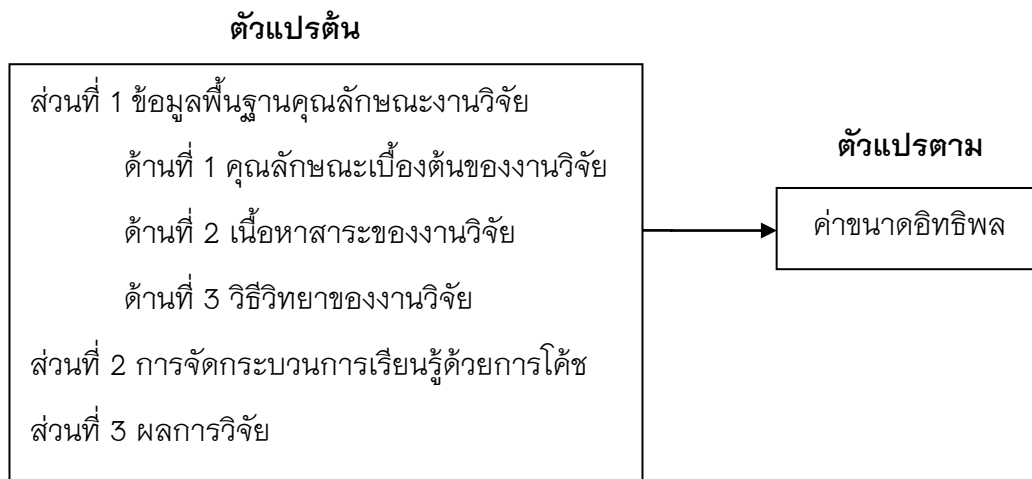 ตัวแปรต้น
ส่วนที่ 1 ข้อมูลพื้นฐานคุณลักษณะงานวิจัย
ด้านที่ 1 คุณลักษณะเบื้องต้นของงานวิจัย
ด้านที่ 2 เนื้อหาสาระของงานวิจัย
ด้านที่ 3 วิธีวิทยาของงานวิจัย
ส่วนที่ 2 การจัดกระบวนการเรียนรู้ด้วยการโค้ช
ส่วนที่ 3 ผลการวิจัย
ตัวแปรตาม
ค่าขนาดอิทธิพล